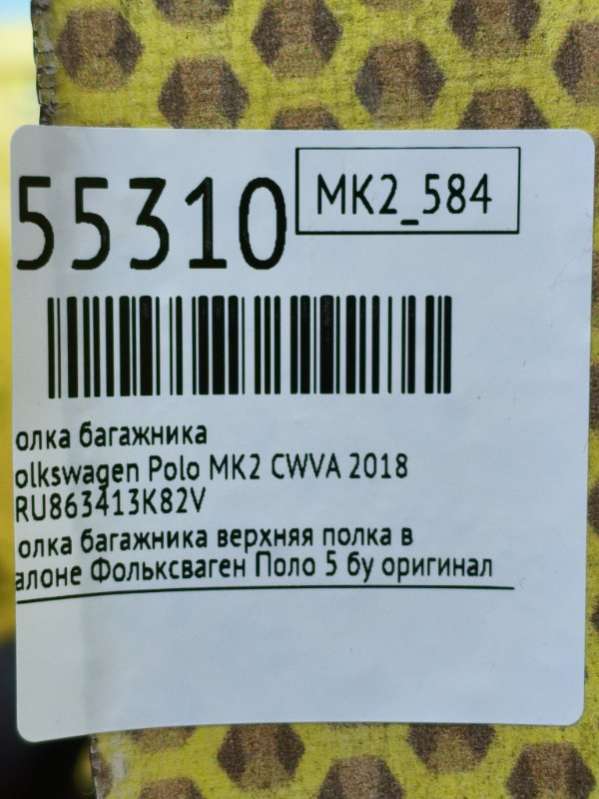 55310
MK2_584
олка багажника
olkswagen Polo MK2 CWVA 2018
RU863413K82V
олка багажника верхняя полка в
алоне Фольксваген Поло 5 бу оригинал